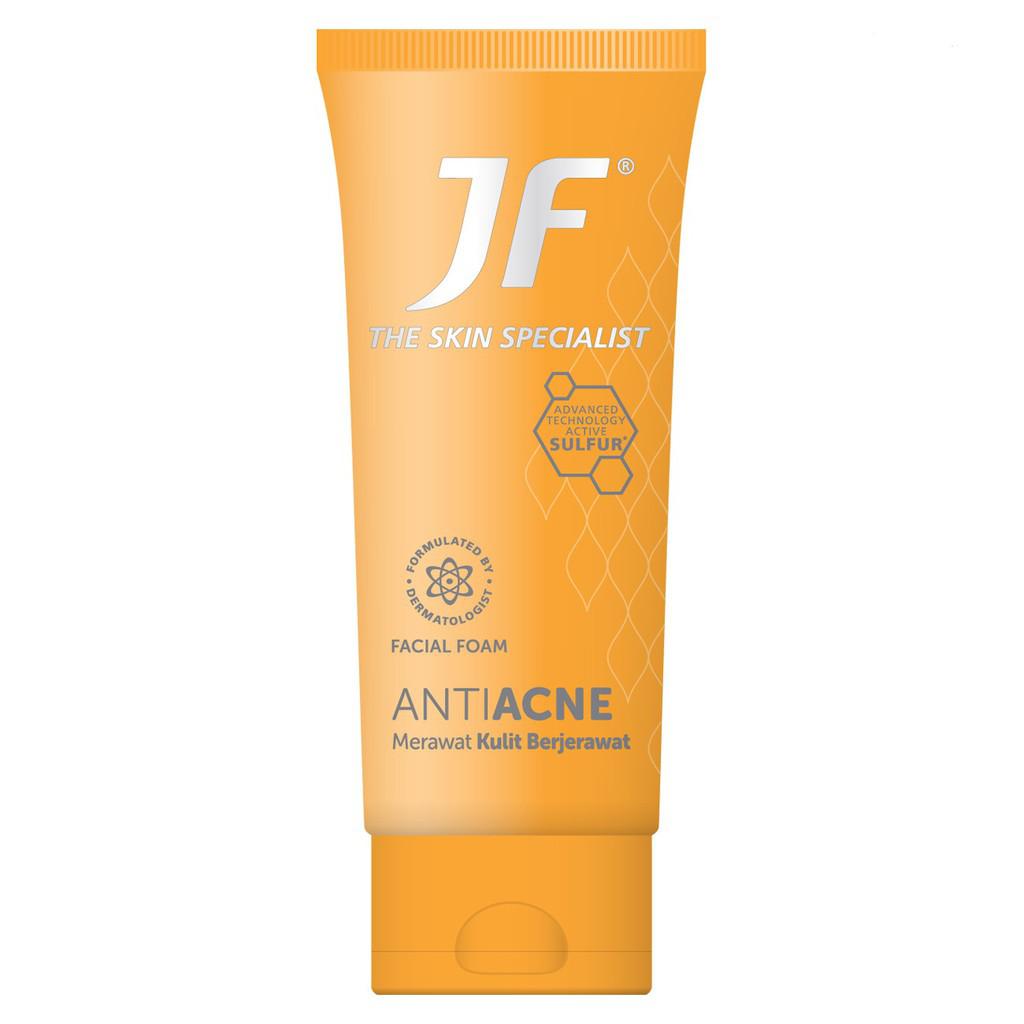 JF®
THE SKIN SPECIALIST
ADVANCED
TECHNOLOGY
ACTIVE
SULFUR*
FORMULATED BY
DERMATOLOGIST
FACIAL FOAM
ANTIACNE
Merawat Kulit Berjerawat